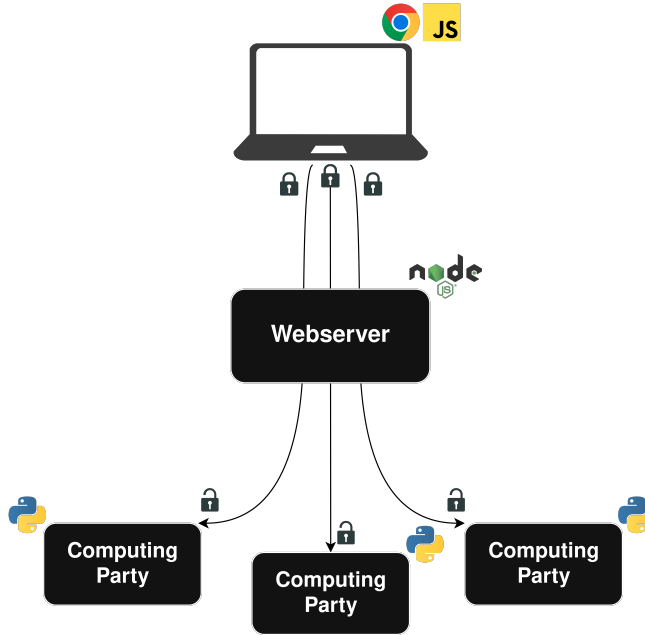 JS
node
JS
Webserver
Computing
Party
Computing
Party
Computing
Party